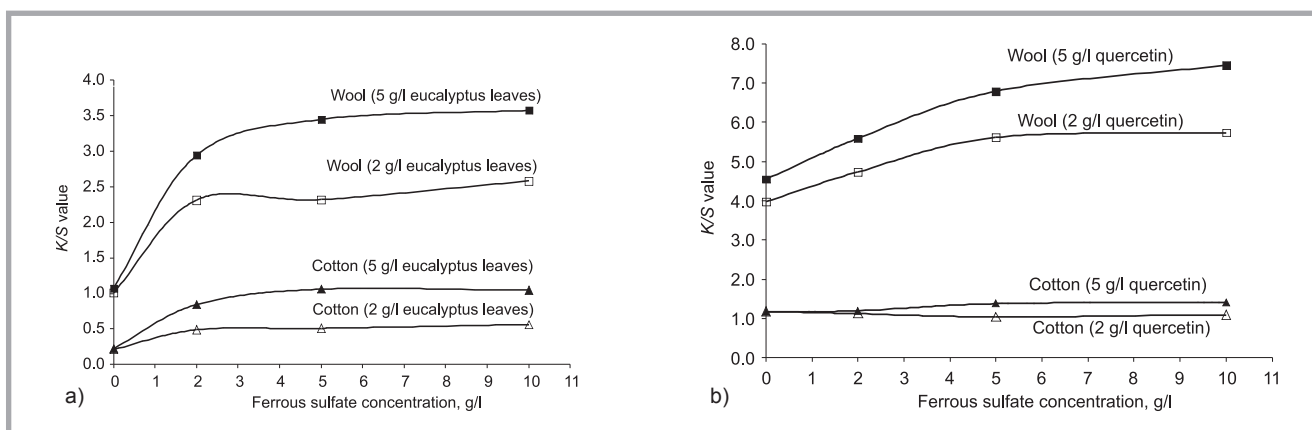 4.0
Wool (5 g/l eucalyptus leaves)
3.5
3.0
Wool (2 g/l eucalyptus leaves)
2.5
2.0
K/S value
1.5
Cotton (5 g/l eucalyptus leaves)
1.0
Cotton (2 g/l eucalyptus leaves)
0.5
0.0
0 1 2 3 4 5 6 7 8 9 10 11
a)
Ferrous sulfate concentration, g/l
Wool (5 g/l quercetin)
8.0
7.0
Wool (2 g/l quercetin)
6.0
5.0
4.0
K/S value
3.0
2.0
Cotton (5 g/l quercetin)
1.0
Cotton (2 g/l quercetin)
0.0
0 1 2 3 4 5 6 7 8 9 10 11
b)
Ferrous sulfate concentration, g/l